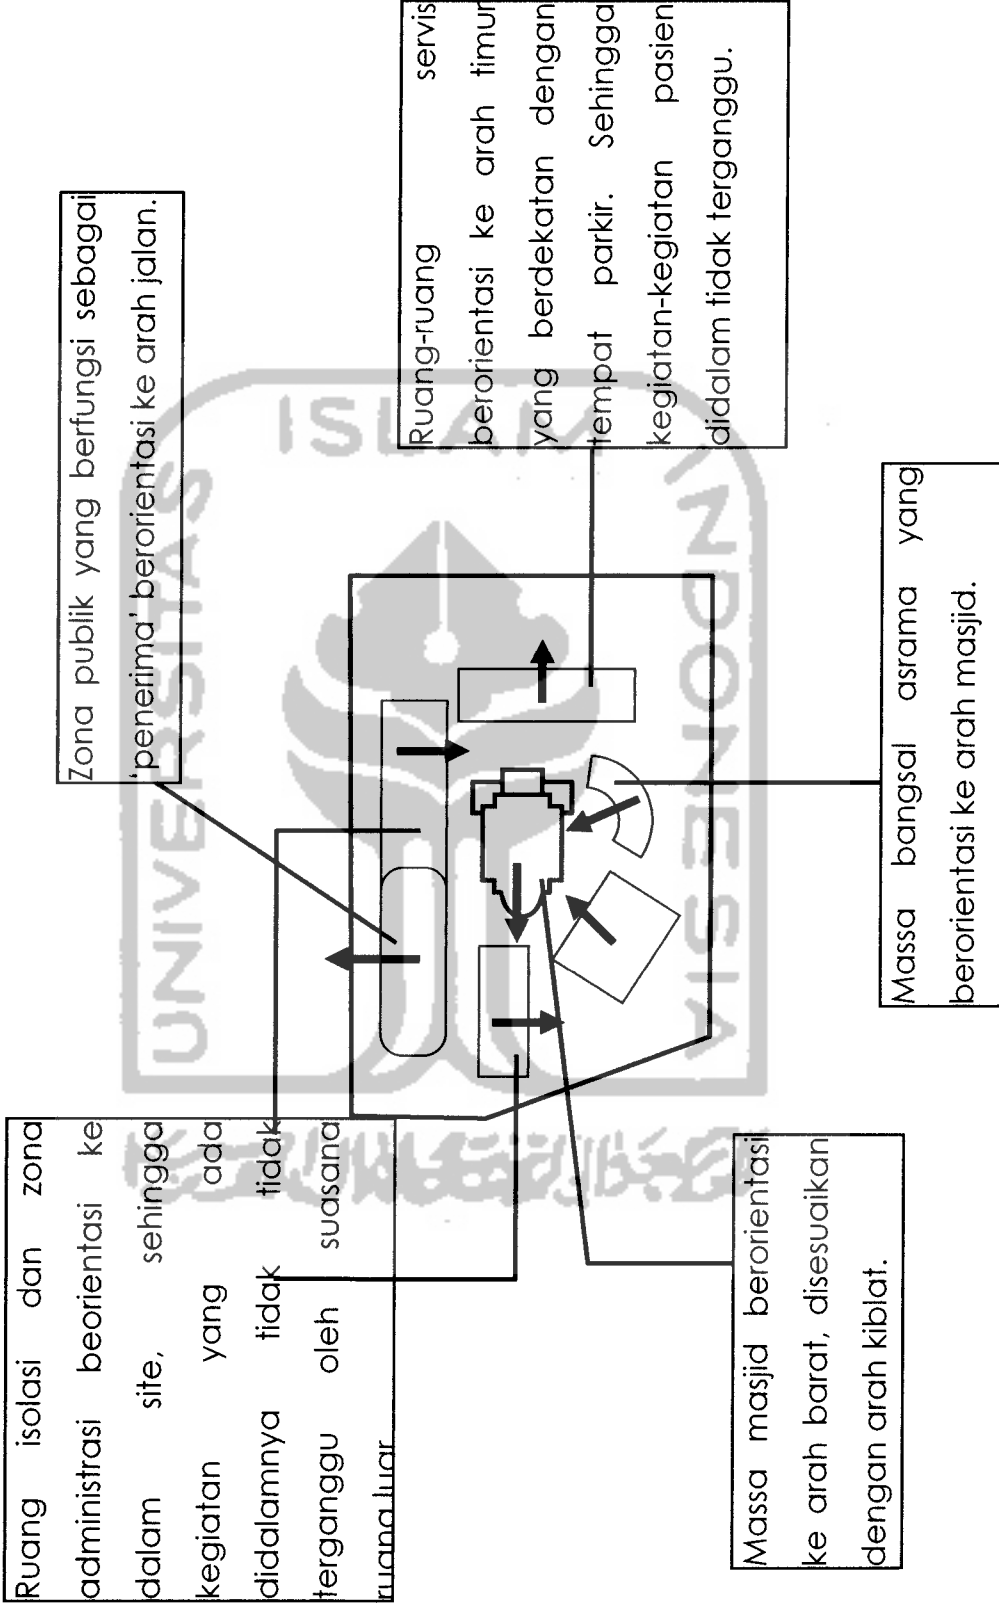 Ruang isolasi dan zona
administrasi beorientasi ke
dalam site, sehingga
kegiatan yang ada
didalamnya tidak tidak
terganggu oleh suasana
ruang luar
Zona publik yang berfungsi sebagai
'penerima' berorientasi ke arah jalan.
Ruang-ruang servis
berorientasi ke arah timur
yang berdekatan dengan
tempat parkir. Sehingga
kegiatan-kegiatan pasien
didalam tidak terganggu.
Massa masjid berorientasi
ke arah barat, disesuaikan
dengan arah kiblat.
Massa bangsal asrama yang
berorientasi ke arah masjid.
UNIVERSITAS
ISLAM
INDONESIA